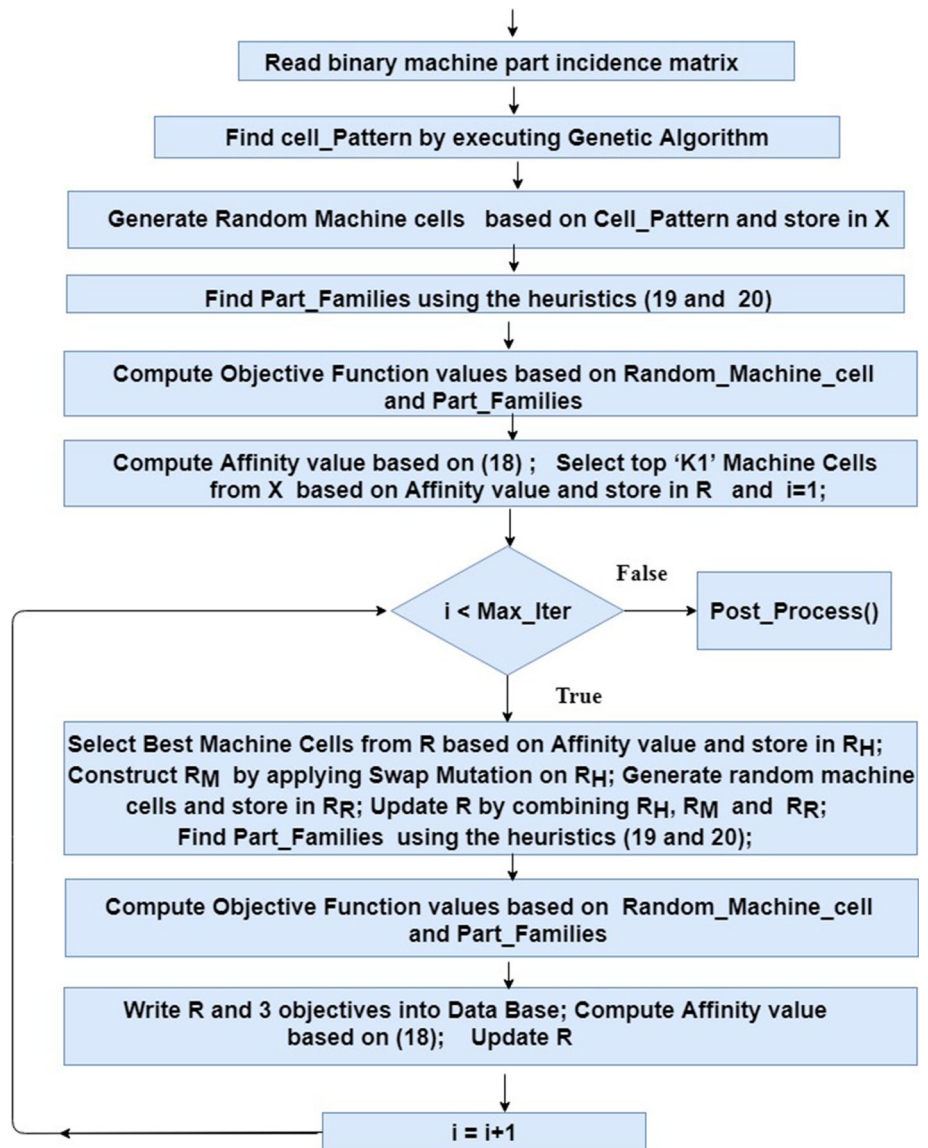 Read binary machine part incidence matrix
Find cell_Pattern by executing Genetic Algorithm
Generate Random Machine cells based on Cell_Pattern and store in X
Find Part_Families using the heuristics (19 and 20)
Compute Objective Function values based on Random_Machine_cell
and Part_Families
Compute Affinity value based on (18) ; Select top ‘K1’ Machine Cells
from X based on Affinity value and store in R and i=1;
False
i < Max_Iter
Post_Process()
True
Select Best Machine Cells from R based on Affinity value and store in RH;
Construct RM by applying Swap Mutation on RH; Generate random machine
cells and store in RR; Update R by combining RH, RM and RR;
Find Part_Families using the heuristics (19 and 20);
Compute Objective Function values based on Random_Machine_cell
and Part_Families
Write R and 3 objectives into Data Base; Compute Affinity value
based on (18); Update R
i = i+1